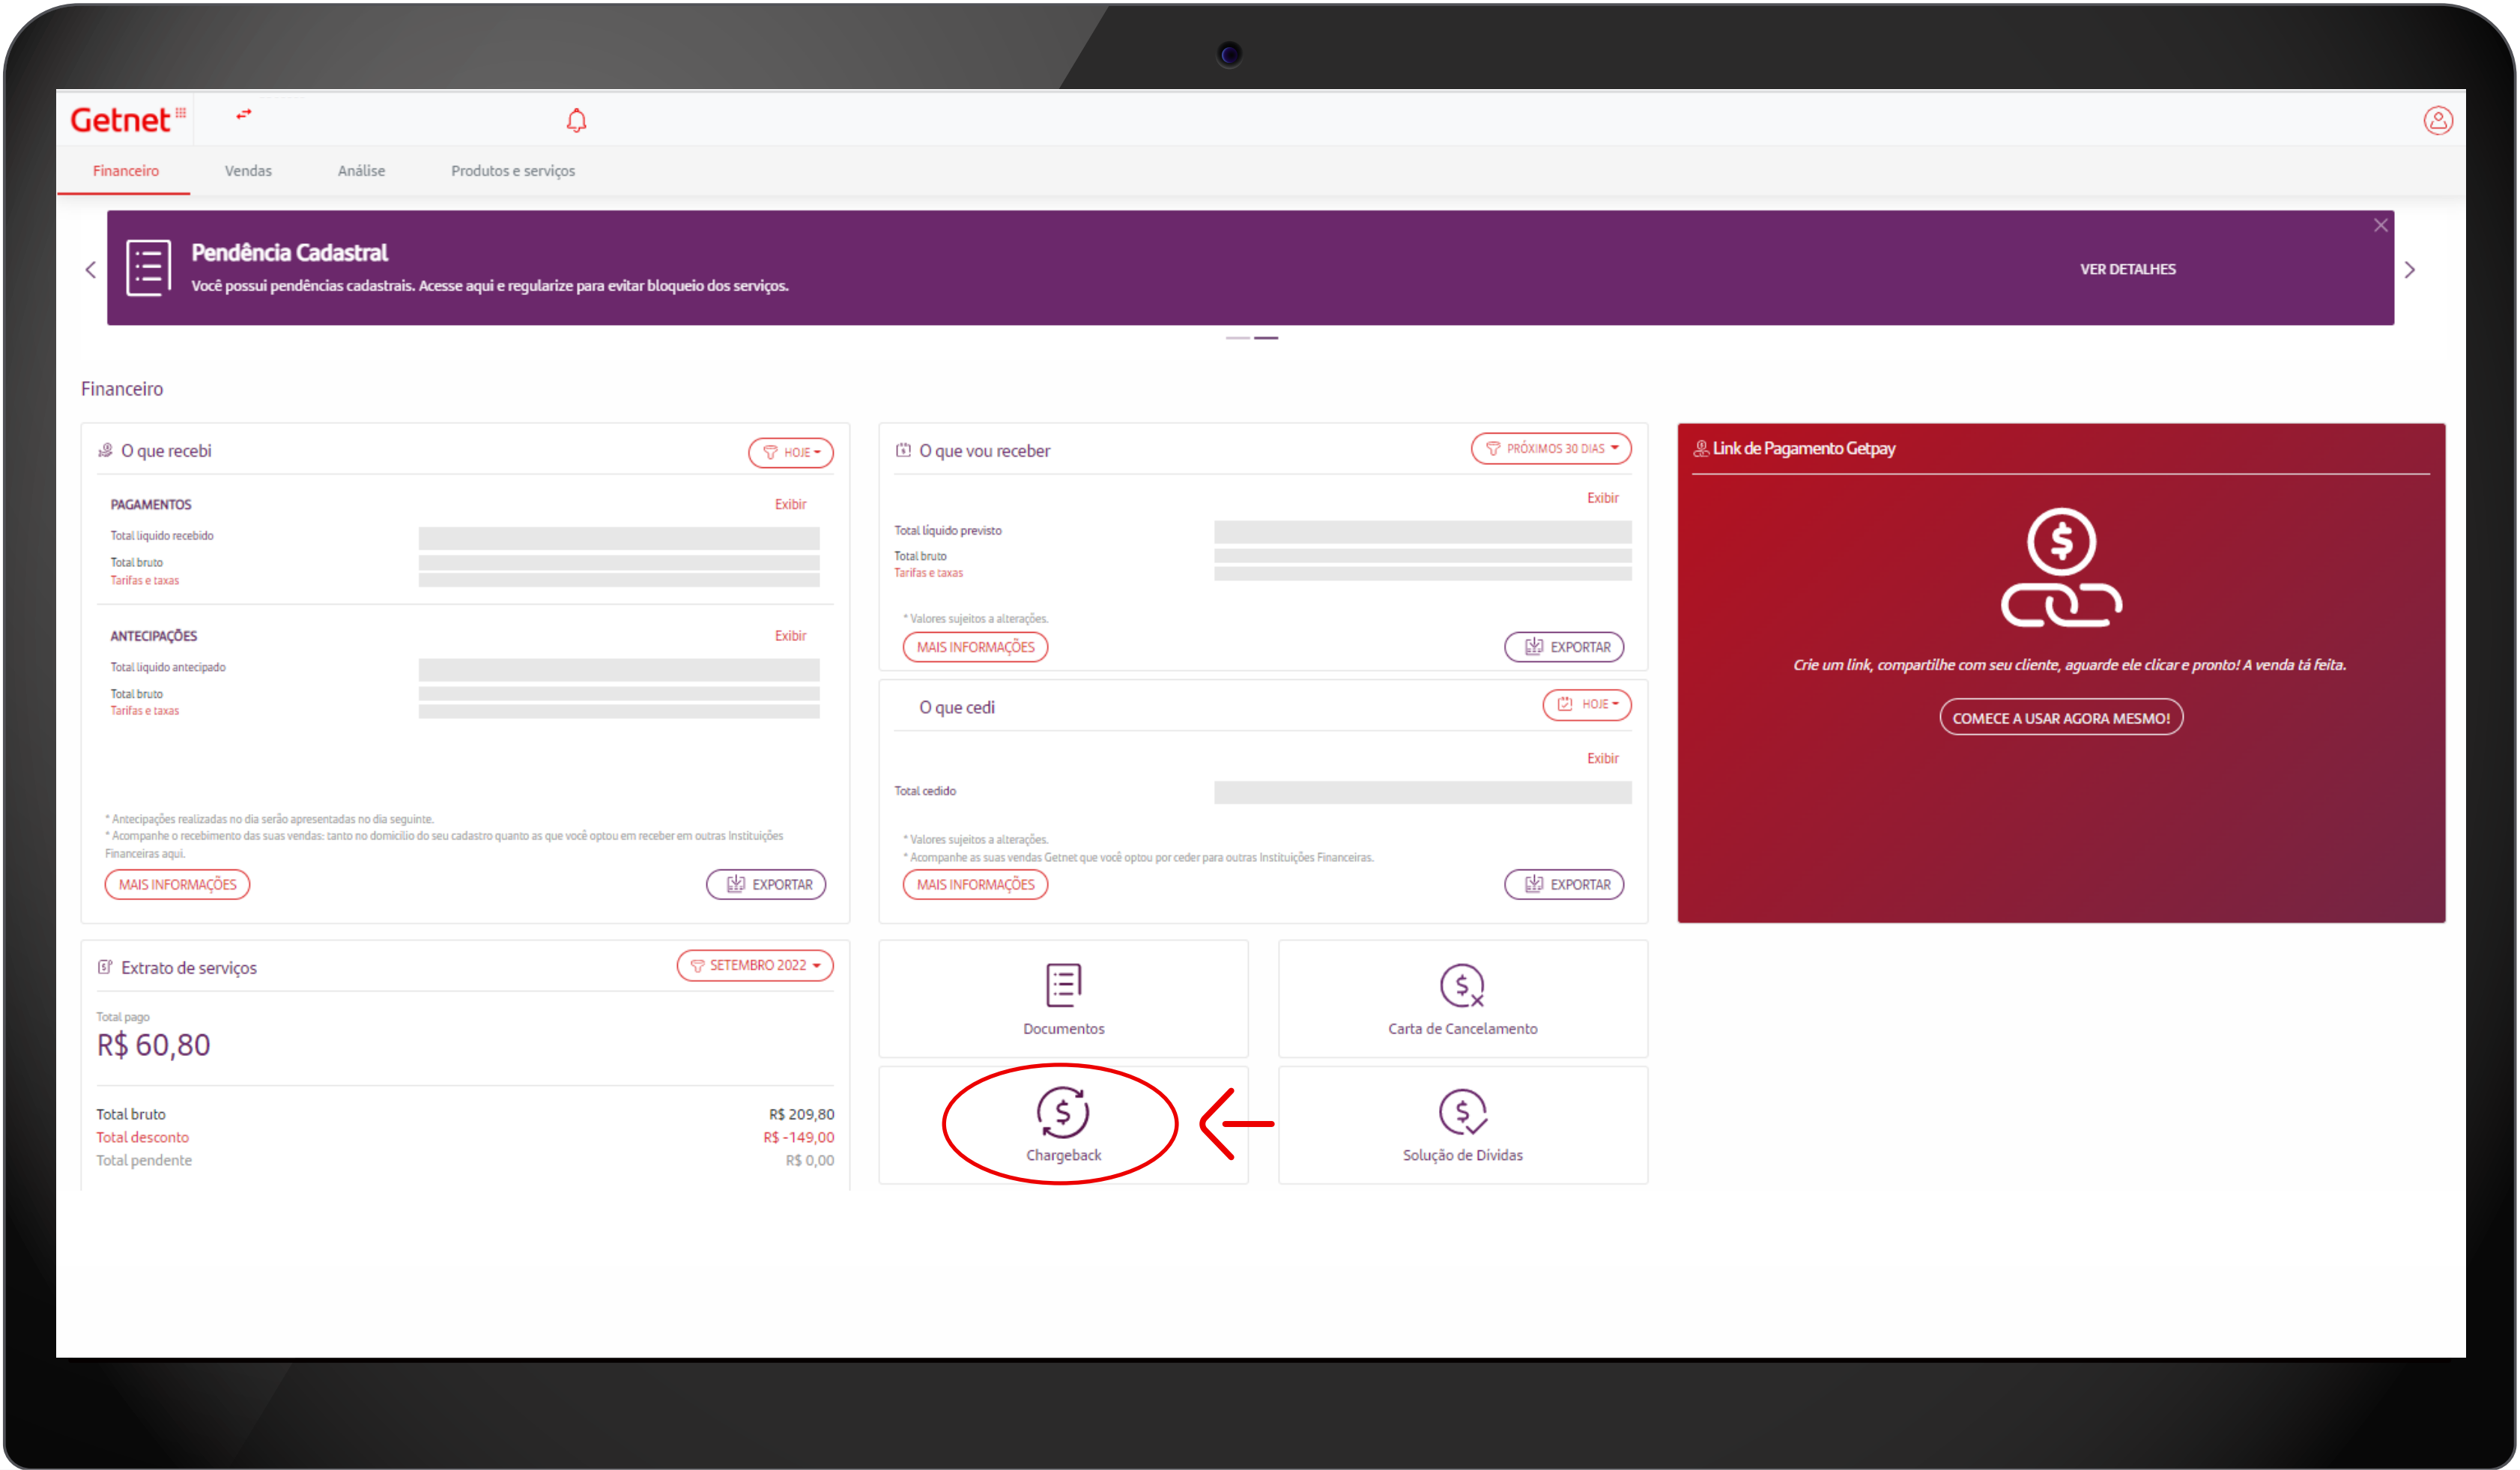 Getnet
Financeiro
Vendas
Análise
Produtos e serviços
Pendência Cadastral
Você possui pendências cadastrais. Acesse aqui e regularize para evitar bloqueio dos serviços.
VER DETALHES
Financeiro
O que recebi
HOJE
PAGAMENTOS
Exibir
Total líquido recebido
Total bruto
Tarifas e taxas
ANTECIPAÇÕES
Exibir
Total líquido antecipado
Total bruto
Tarifas e taxas
* Antecipações realizadas no dia serão apresentadas no dia seguinte.
* Acompanhe o recebimento das suas vendas: tanto no domicílio do seu cadastro quanto as que você optou em receber em outras Instituições
Financeiras aqui.
MAIS INFORMAÇÕES
EXPORTAR
O que vou receber
PRÓXIMOS 30 DIAS
Exibir
Total líquido previsto
Total bruto
Tarifas e taxas
* Valores sujeitos a alterações.
MAIS INFORMAÇÕES
EXPORTAR
O que cedi
HOJE
Exibir
Total cedido
* Valores sujeitos a alterações.
* Acompanhe as suas vendas Getnet que você optou por ceder para outras Instituições Financeiras.
MAIS INFORMAÇÕES
EXPORTAR
Link de Pagamento Getpay
Crie um link, compartilhe com seu cliente, aguarde ele clicar e pronto! A venda tá feita.
COMECE A USAR AGORA MESMO!
Extrato de serviços
SETEMBRO 2022
Total pago
R$ 60,80
Total bruto R$ 209,80
Total desconto R$ -149,00
Total pendente R$ 0,00
Documentos
Carta de Cancelamento
Chargeback
Solução de Dívidas